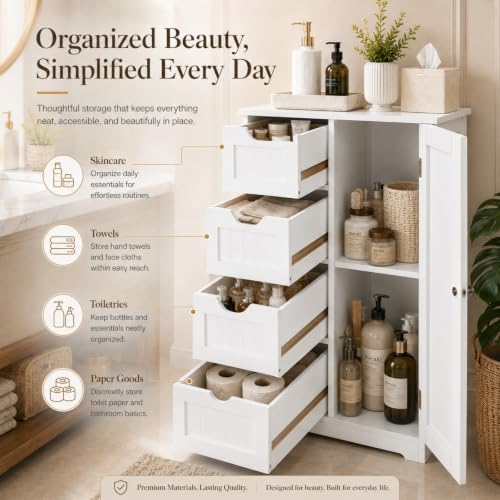 Organized Beauty,
Simplified Every Day
Thoughtful storage that keeps everything
neat, accessible, and beautifully in place.
Skincare
Organize daily
essentials for
effortless routines.
Towels
Store hand towels
and face cloths
within easy reach.
Toiletries
Keep bottles and
essentials neatly
organized.
Paper Goods
Discreetly store
toilet paper and
bathroom basics.
Premium Materials. Lasting Quality. | Designed for beauty. Built for everyday life.